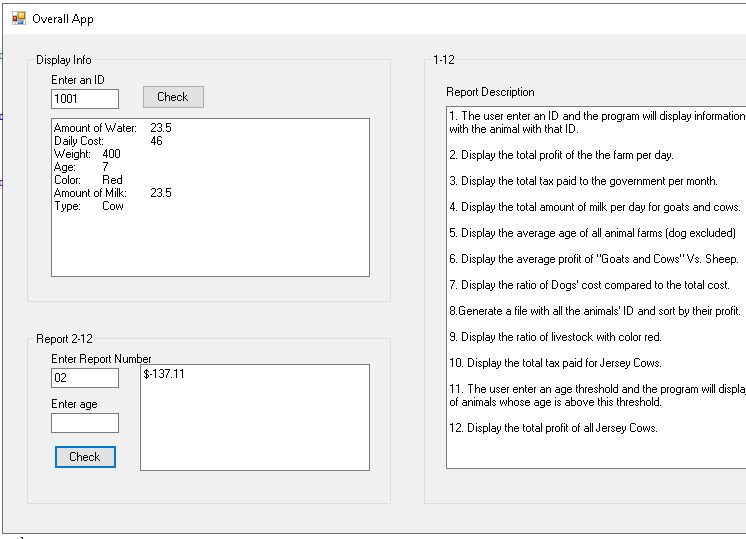 Overall App
Display Info
Enter an ID
1001
Check
Amount of Water: 23.5
Daily Cost: 46
Weight: 400
Age: 7
Color: Red
Amount of Milk: 23.5
Type: Cow
Report 2-12
Enter Report Number
02
$-137.11
Enter age
Check
1-12
Report Description
1. The user enter an ID and the program will display information
with the animal with that ID.
2. Display the total profit of the the farm per day.
3. Display the total tax paid to the government per month.
4. Display the total amount of milk per day for goats and cows.
5. Display the average age of all animal farms (dog excluded)
6. Display the average profit of "Goats and Cows" Vs. Sheep.
7. Display the ratio of Dogs' cost compared to the total cost.
8.Generate a file with all the animals' ID and sort by their profit.
9. Display the ratio of livestock with color red.
10. Display the total tax paid for Jersey Cows.
11. The user enter an age threshold and the program will
of animals whose age is above this threshold.
12. Display the total profit of all Jersey Cows.